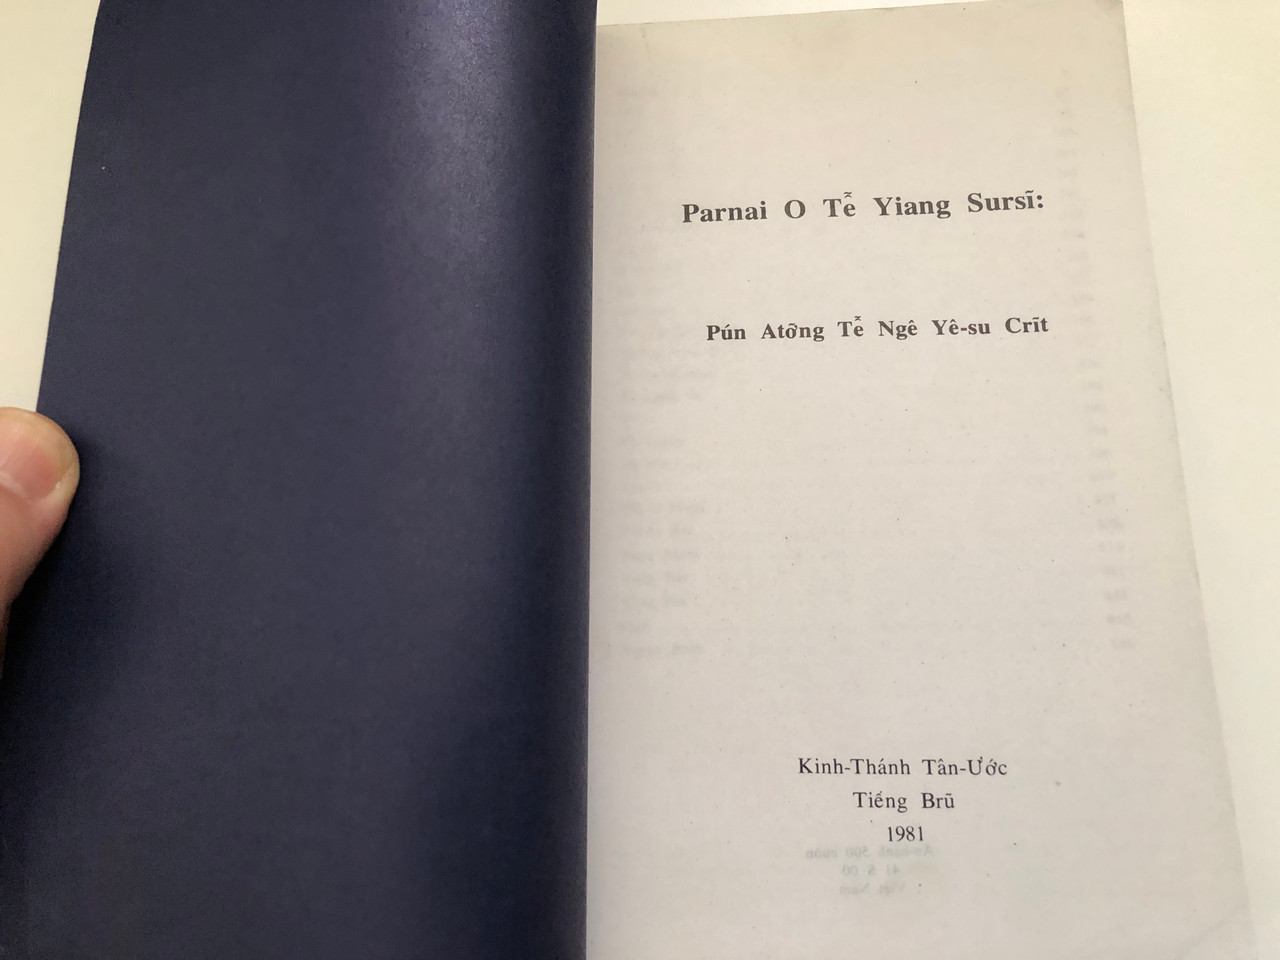 Parnai O Tễ Yiang Sursĩ:
Pún Atỡng Tễ Ngê Yê-su Crĩt
Kinh-Thánh Tân-Ước
Tiếng Brũ
1981